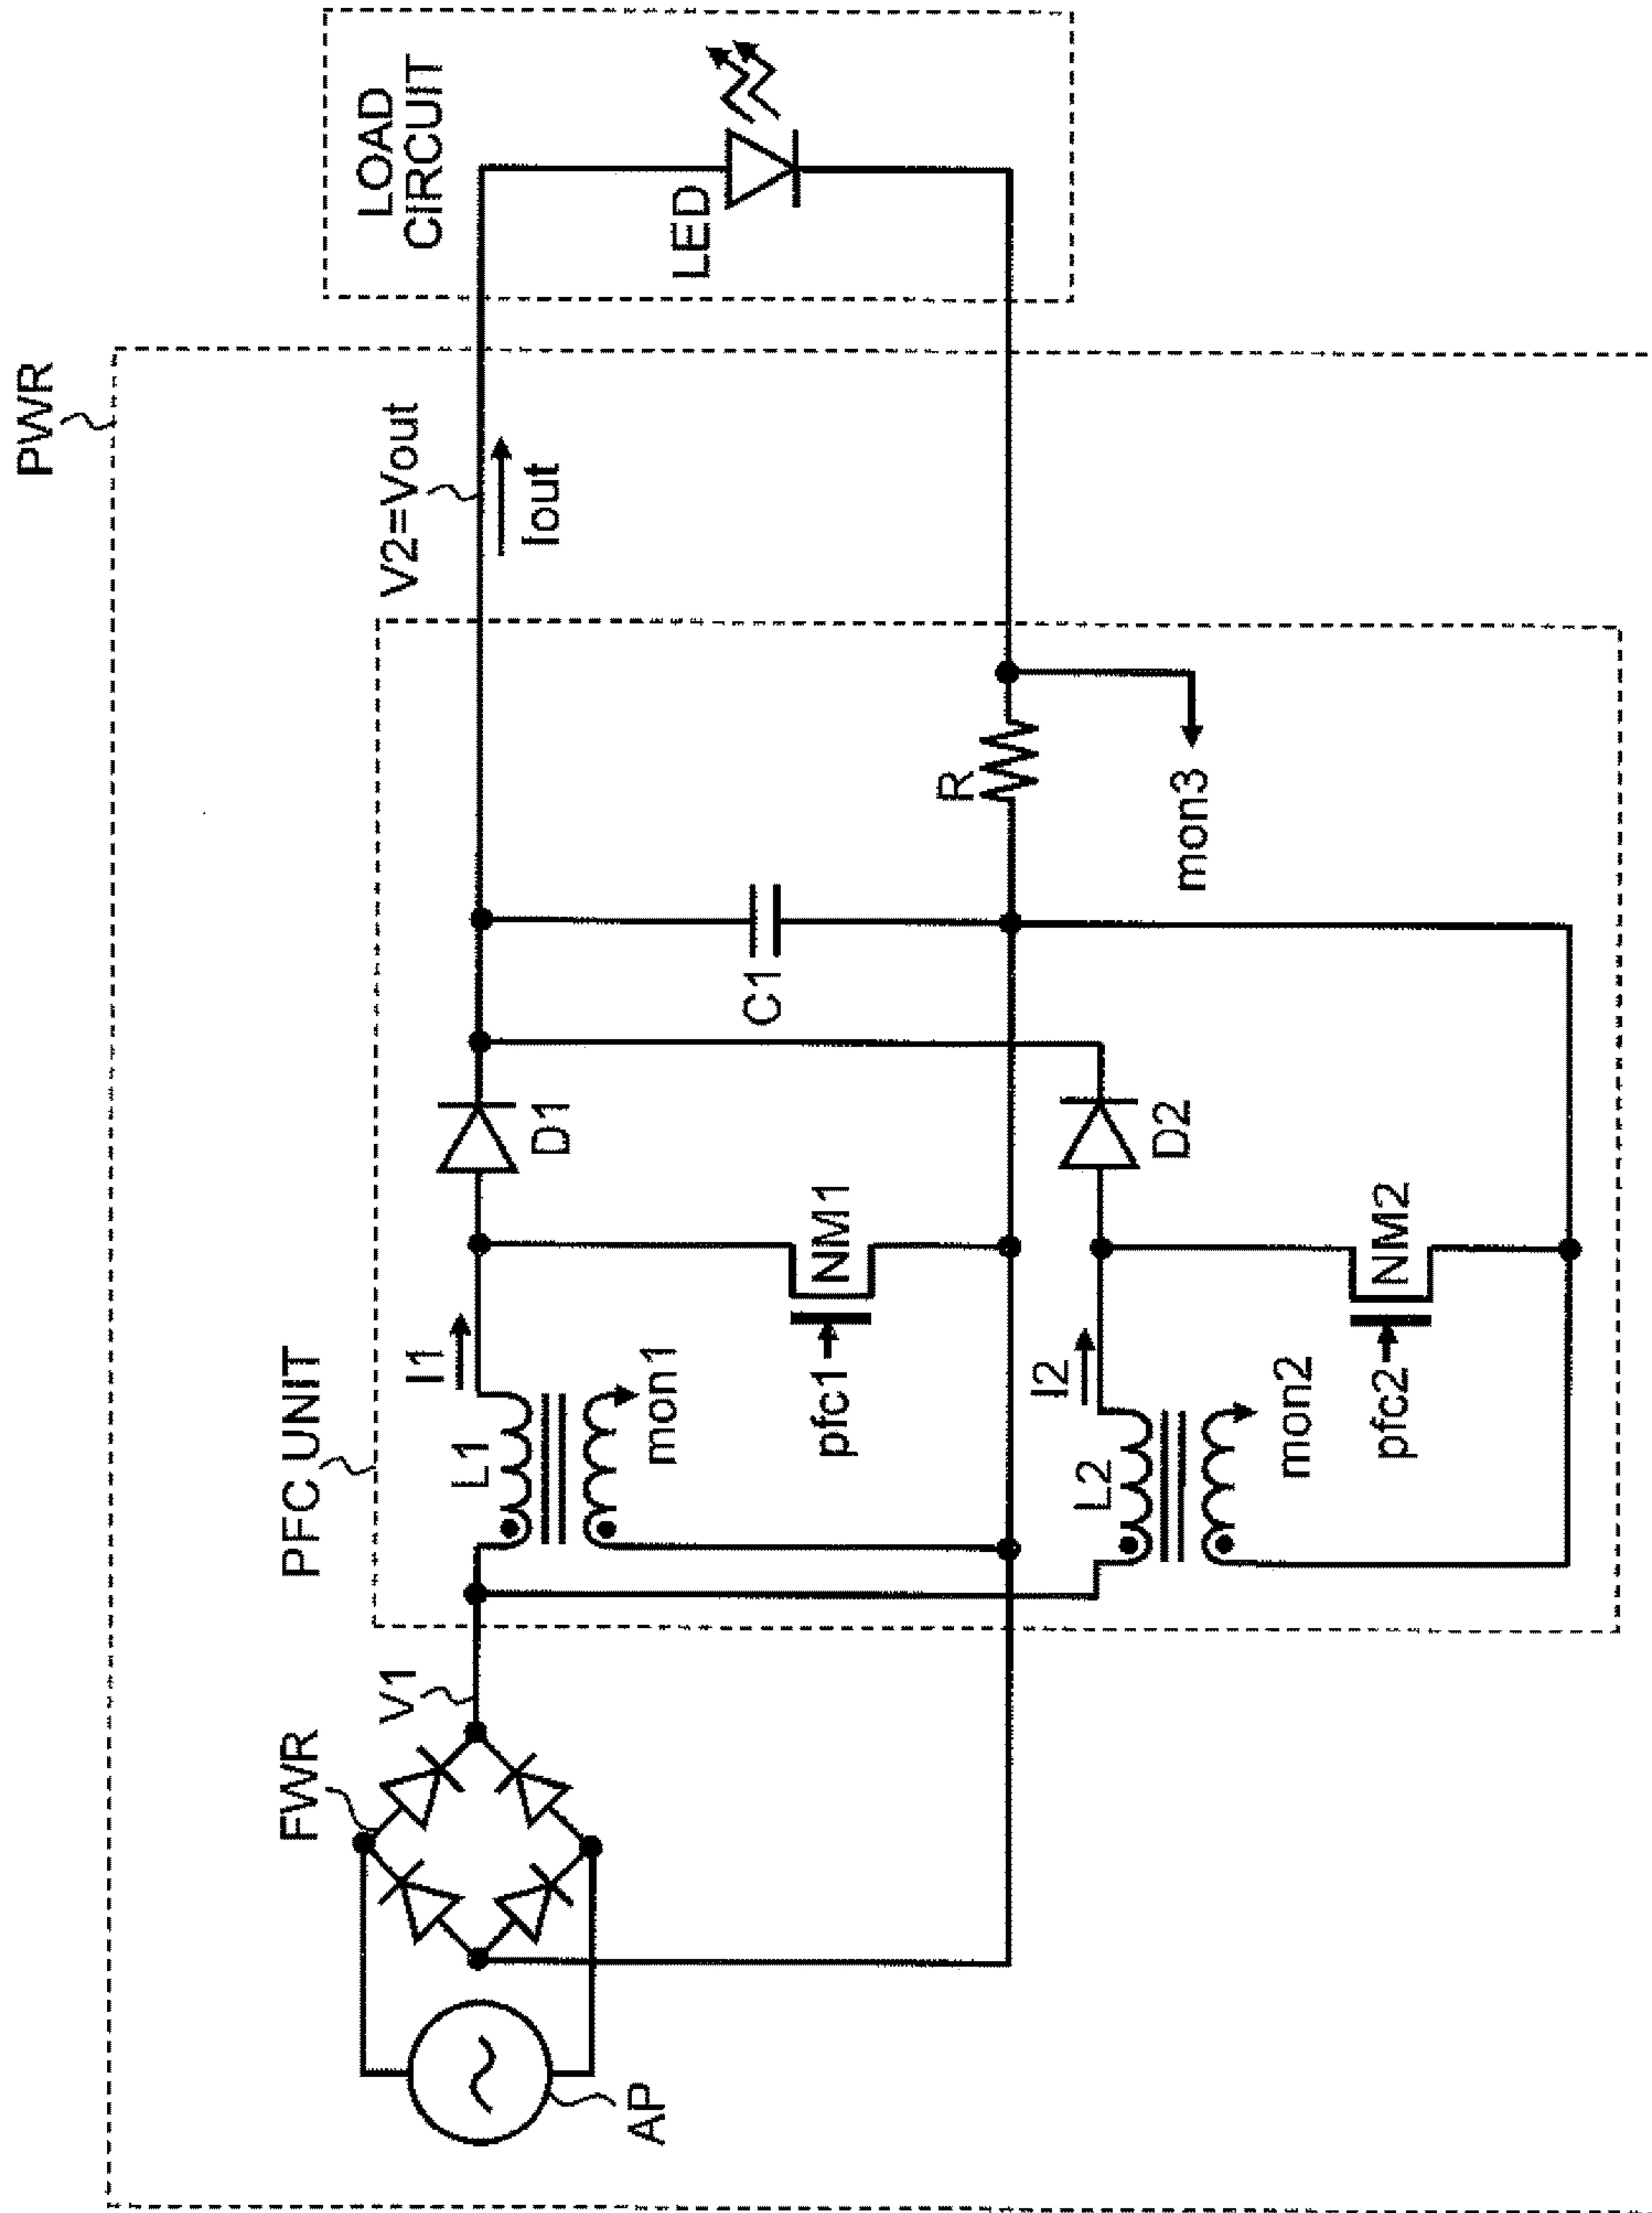 PWR
LOAD
CIRCUIT
LED
V2=Vout
Iout
PFC UNIT
FWR
V1
AP
L1
I1
mon1
D1
pfc1
NM1
C1
R
mon3
L2
I2
mon2
D2
pfc2
NM2